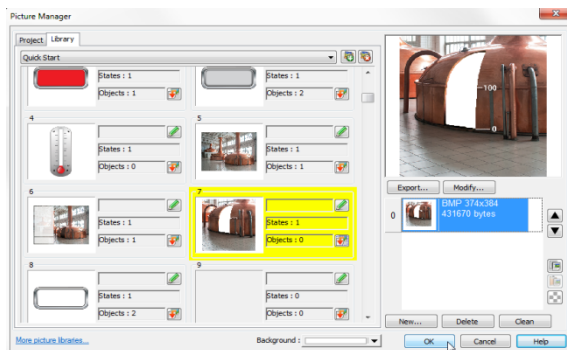 Picture Manager
Project
Library
Quick Start
States : 1
Objects : 1
States : 1
Objects : 2
4
States : 1
Objects : 0
5
States : 1
Objects : 1
6
States : 1
Objects : 1
7
States : 1
Objects : 0
8
States : 1
Objects : 2
9
States : 0
Objects : 0
More picture libraries...
Background :
100
0
Export...
Modify...
0
BMP 374x384
431670 bytes
New...
Delete
Clean
OK
Cancel
Help